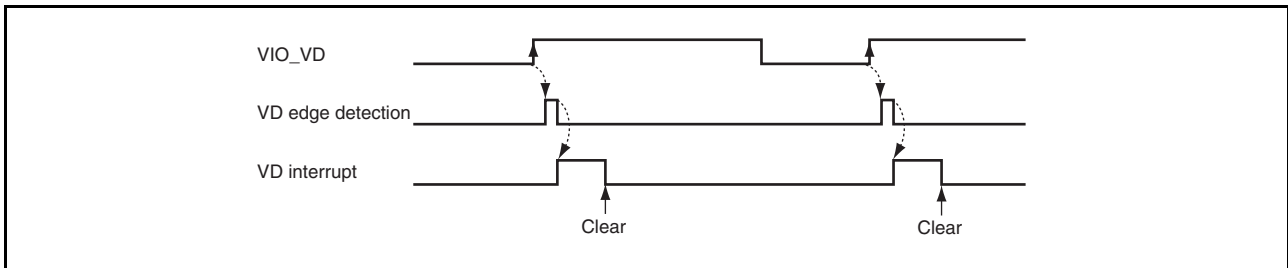 VIO_VD
VD edge detection
VD interrupt
Clear
Clear